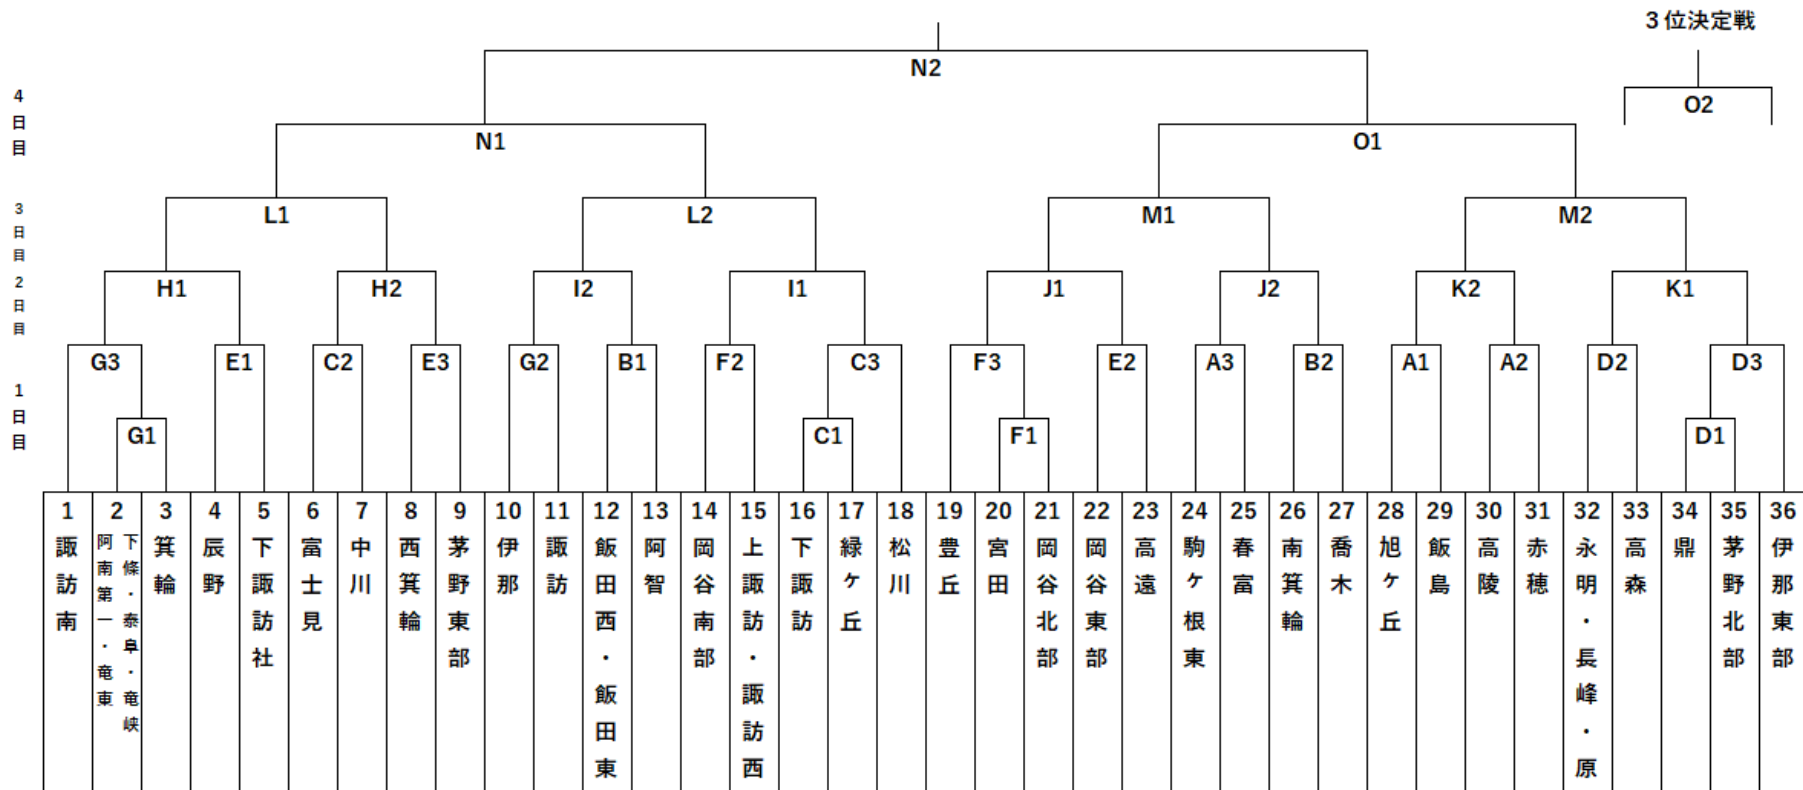 3位決定戦
N2
4日目
O2
N1
O1
3日目
L1
L2
M1
M2
2日目
H1
H2
I2
I1
J1
J2
K2
K1
G3
E1
C2
E3
G2
B1
F2
C3
F3
E2
A3
B2
A1
A2
D2
D3
1日目
G1
C1
F1
D1
1 諏訪南
2 下條・泰阜・竜峡
阿南第一・竜東
3 箕輪
4 辰野
5 下諏訪社
6 富士見
7 中川
8 西箕輪
9 茅野東部
10 伊那
11 諏訪
12 飯田西・飯田東
13 阿智
14 岡谷南部
15 上諏訪・諏訪西
16 下諏訪
17 緑ヶ丘
18 松川
19 豊丘
20 宮田
21 岡谷北部
22 岡谷東部
23 高遠
24 駒ヶ根東
25 春富
26 南箕輪
27 喬木
28 旭ヶ丘
29 飯島
30 高陵
31 赤穂
32 永明・長峰・原
33 高森
34 鼎
35 茅野北部
36 伊那東部